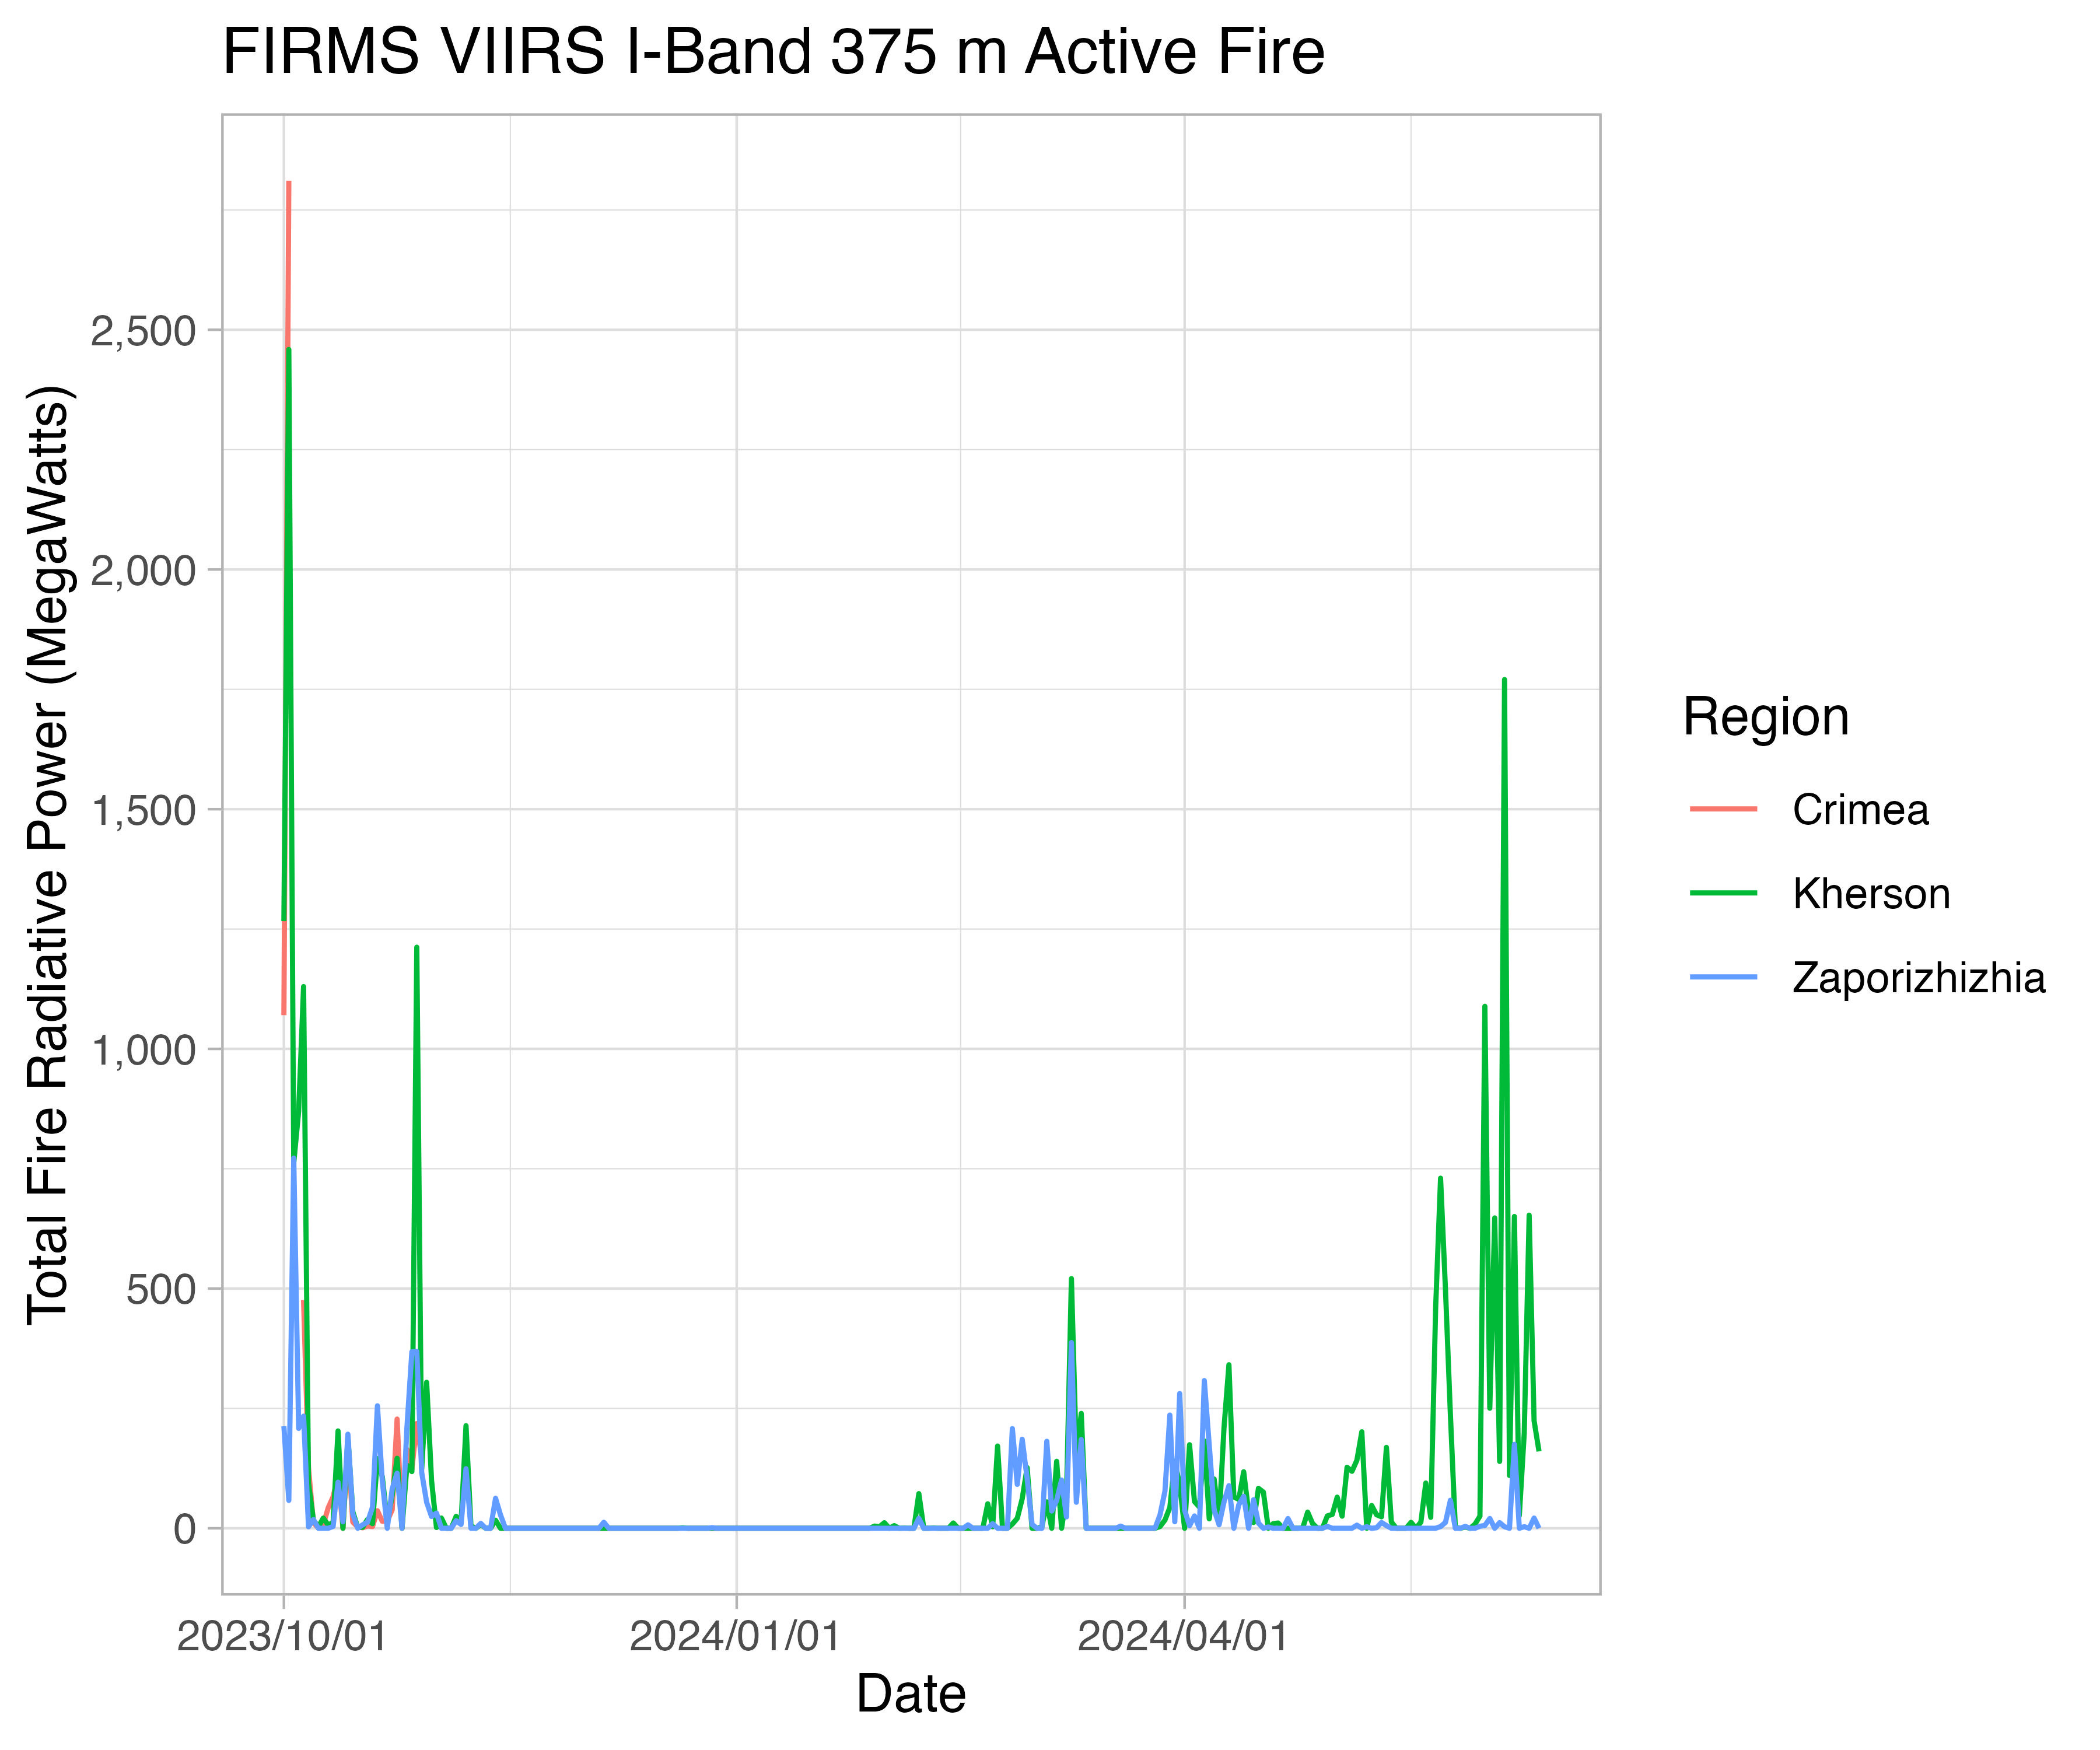 FIRMS VIIRS I-Band 375 m Active Fire
Total Fire Radiative Power (MegaWatts)
2,500
2,000
1,500
1,000
500
0
2023/10/01
2024/01/01
2024/04/01
Date
Region
Crimea
Kherson
Zaporizhizhia